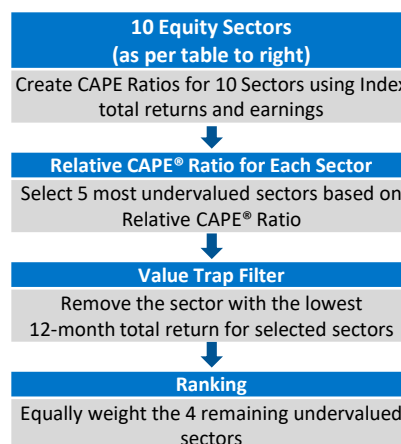 10 Equity Sectors
(as per table to right)
Create CAPE Ratios for 10 Sectors using Index
total returns and earnings
Relative CAPE® Ratio for Each Sector
Select 5 most undervalued sectors based on
Relative CAPE® Ratio
Value Trap Filter
Remove the sector with the lowest
12-month total return for selected sectors
Ranking
Equally weight the 4 remaining undervalued
sectors